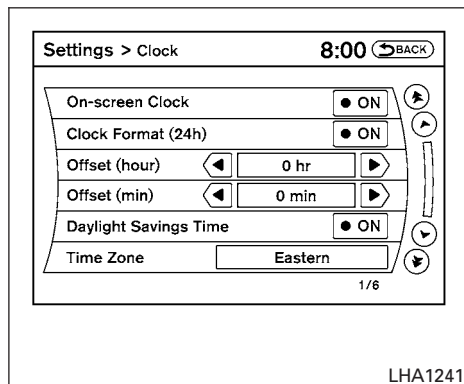 Settings > Clock 8:00 BACK
On-screen Clock ON
Clock Format (24h) ON
Offset (hour) 0 hr
Offset (min) 0 min
Daylight Savings Time ON
Time Zone Eastern
1/6
LHA1241